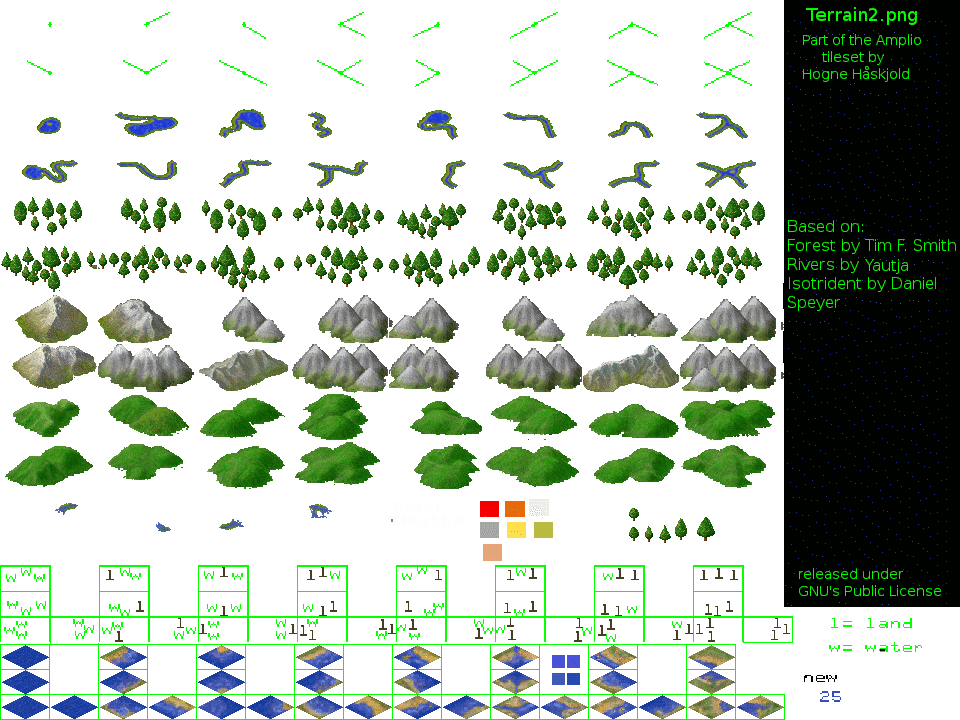 Terrain2.png
Part of the Amplio
tileset by
Hogne Håskjold
Based on:
Forest by Tim F. Smith
Rivers by Yautja
Isotrident by Daniel
Speyer
released under
GNU's Public License
l= land
w= water
new
25
w w w
l w w
w l w
l l w
w w l
l w l
w l l
l l l
w w w
w w l
w l w
w l l
l w w
l w l
l l w
l l l